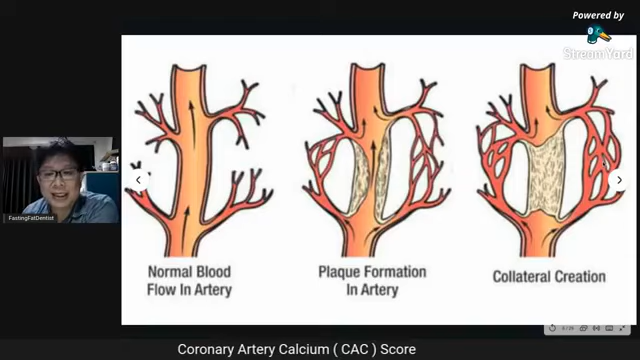 Powered by
StreamYard
FastingFatDentist
Normal Blood
Flow In Artery
Plaque Formation
In Artery
Collateral Creation
Coronary Artery Calcium ( CAC ) Score